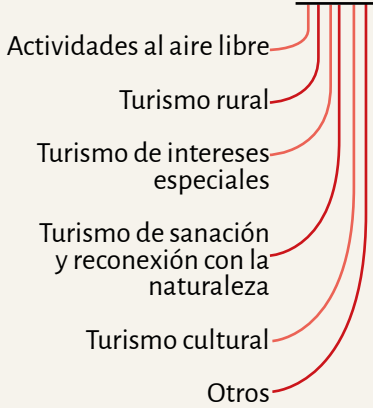 Actividades al aire libre
Turismo rural
Turismo de intereses
especiales
Turismo de sanación
y reconexión con la
naturaleza
Turismo cultural
Otros